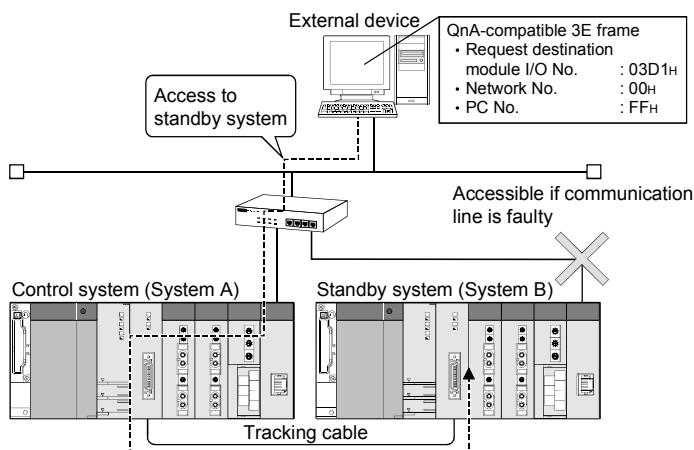 External device
QnA-compatible 3E frame
・Request destination
module I/O No. : 03D1H
・Network No. : 00H
・PC No. : FFH
Access to
standby system
Accessible if communication
line is faulty
Control system (System A)
Standby system (System B)
Tracking cable